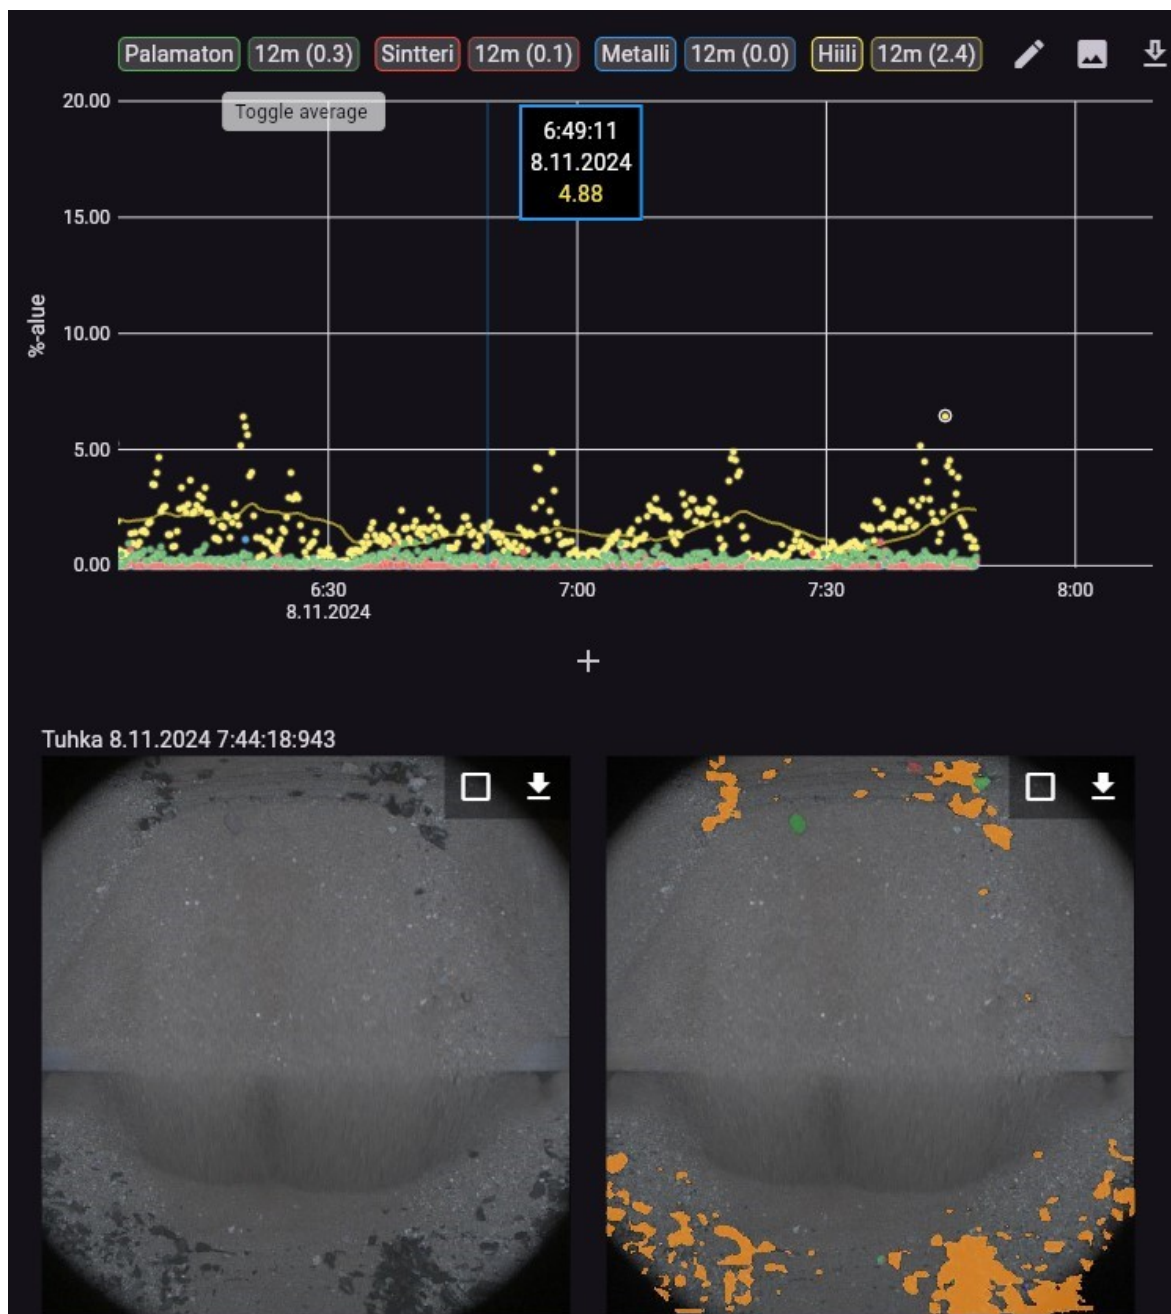 Palamaton 12m (0.3) Sintteri 12m (0.1) Metalli 12m (0.0) Hiili 12m (2.4)
Toggle average
6:49:11
8.11.2024
4.88
20.00
15.00
10.00
5.00
0.00
%-alue
6:30 7:00 7:30 8:00
8.11.2024
Tuhka 8.11.2024 7:44:18:943